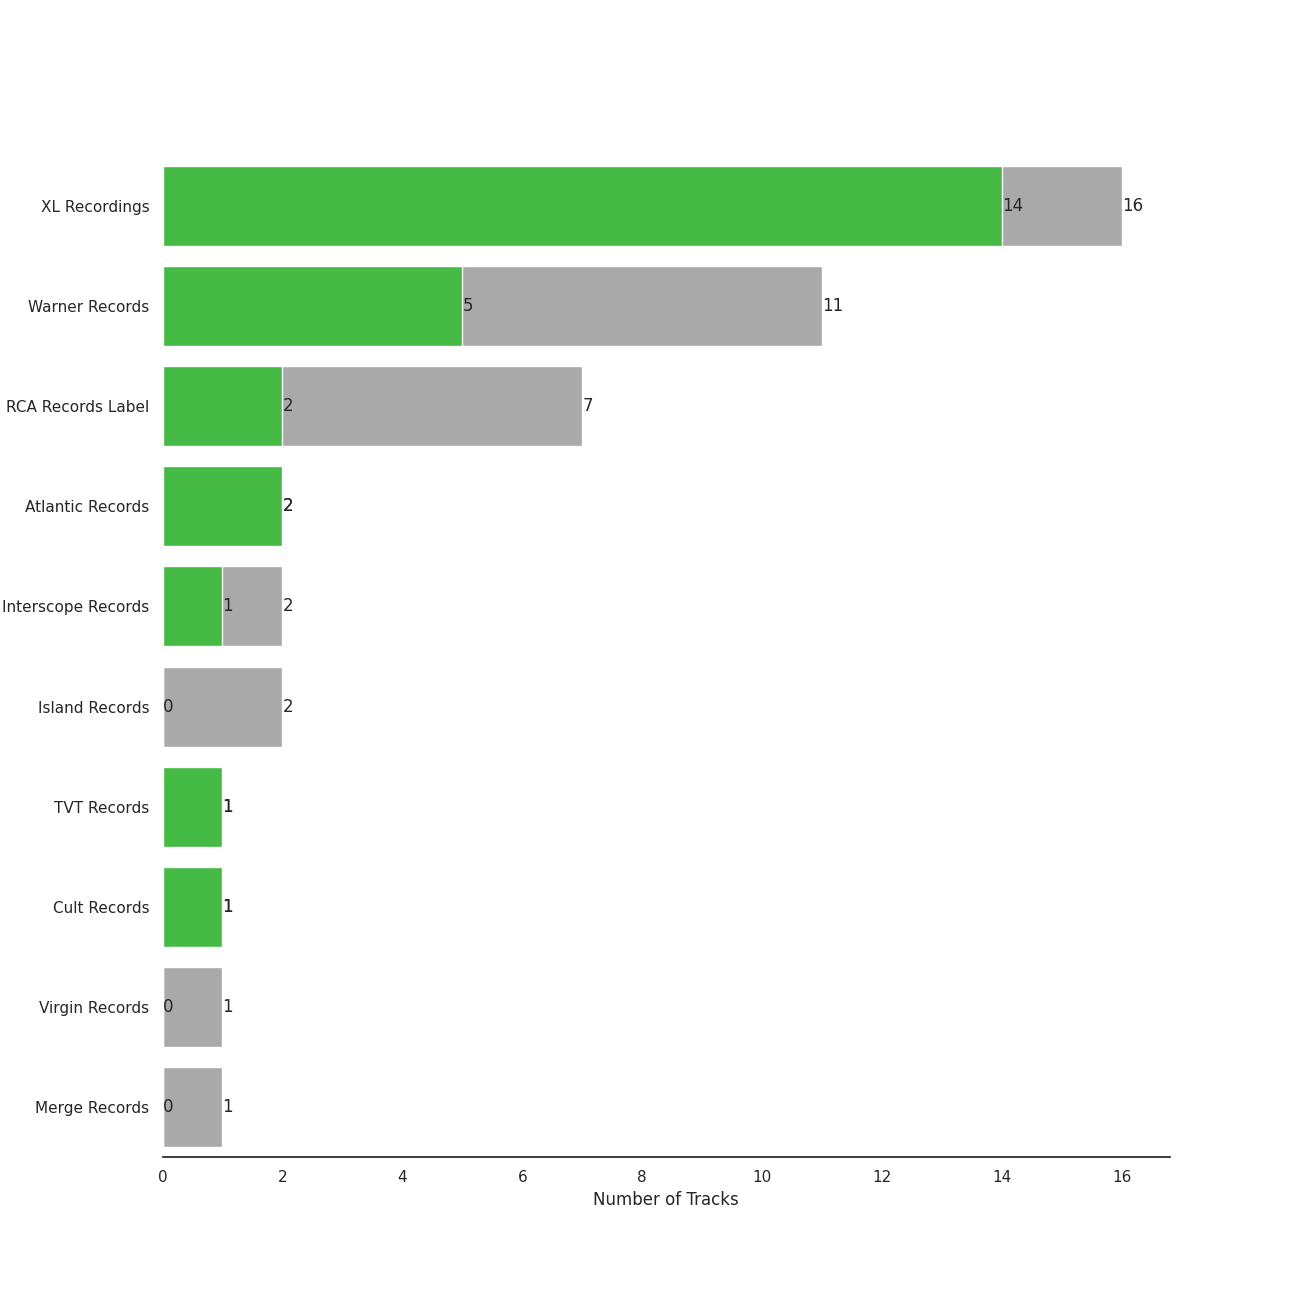 XL Recordings 14 16
Warner Records 5 11
RCA Records Label 2 7
Atlantic Records 2
Interscope Records 1 2
Island Records 0 2
TVT Records 1
Cult Records 1
Virgin Records 0 1
Merge Records 0 1
0 2 4 6 8 10 12 14 16
Number of Tracks